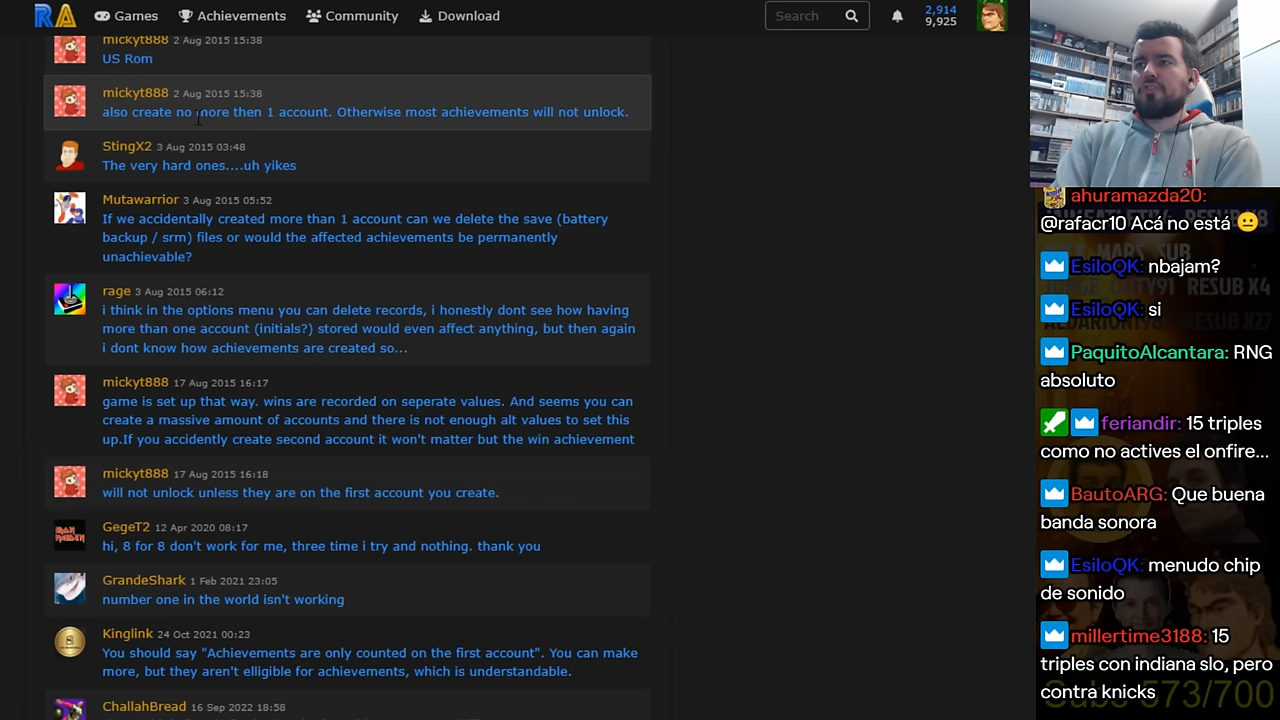 RA Games Achievements Community Download Search 2,914
9,925
mickyt888 2 Aug 2015 15:38
US Rom
mickyt888 2 Aug 2015 15:38
also create no more then 1 account. Otherwise most achievements will not unlock.
StingX2 3 Aug 2015 03:48
The very hard ones....uh yikes
Mutawarrior 3 Aug 2015 05:52
If we accidentally created more than 1 account can we delete the save (battery
backup / srm) files or would the affected achievements be permanently
unachievable?
rage 3 Aug 2015 06:12
i think in the options menu you can delete records, i honestly dont see how having
more than one account (initials?) stored would even affect anything, but then again
i dont know how achievements are created so...
mickyt888 17 Aug 2015 16:17
game is set up that way. wins are recorded on seperate values. And seems you can
create a massive amount of accounts and there is not enough alt values to set this
up.If you accidently create second account it won't matter but the win achievement
mickyt888 17 Aug 2015 16:18
will not unlock unless they are on the first account you create.
GegeT2 12 Apr 2020 08:17
hi, 8 for 8 don't work for me, three time i try and nothing. thank you
GrandeShark 1 Feb 2021 23:05
number one in the world isn't working
Kinglink 24 Oct 2021 00:23
You should say "Achievements are only counted on the first account". You can make
more, but they aren't elligible for achievements, which is understandable.
ChallahBread 16 Sep 2022 18:58
ahuramazda20:
@rafacr10 Acá no está 😐
EsiloQK: nbajam?
EsiloQK: si
PaquitoAlcantara: RNG
absoluto
feriandir: 15 triples
como no actives el onfire...
BautoARG: Que buena
banda sonora
EsiloQK: menudo chip
de sonido
millertime3188: 15
triples con indiana slo, pero
contra knicks
Subs 573/700